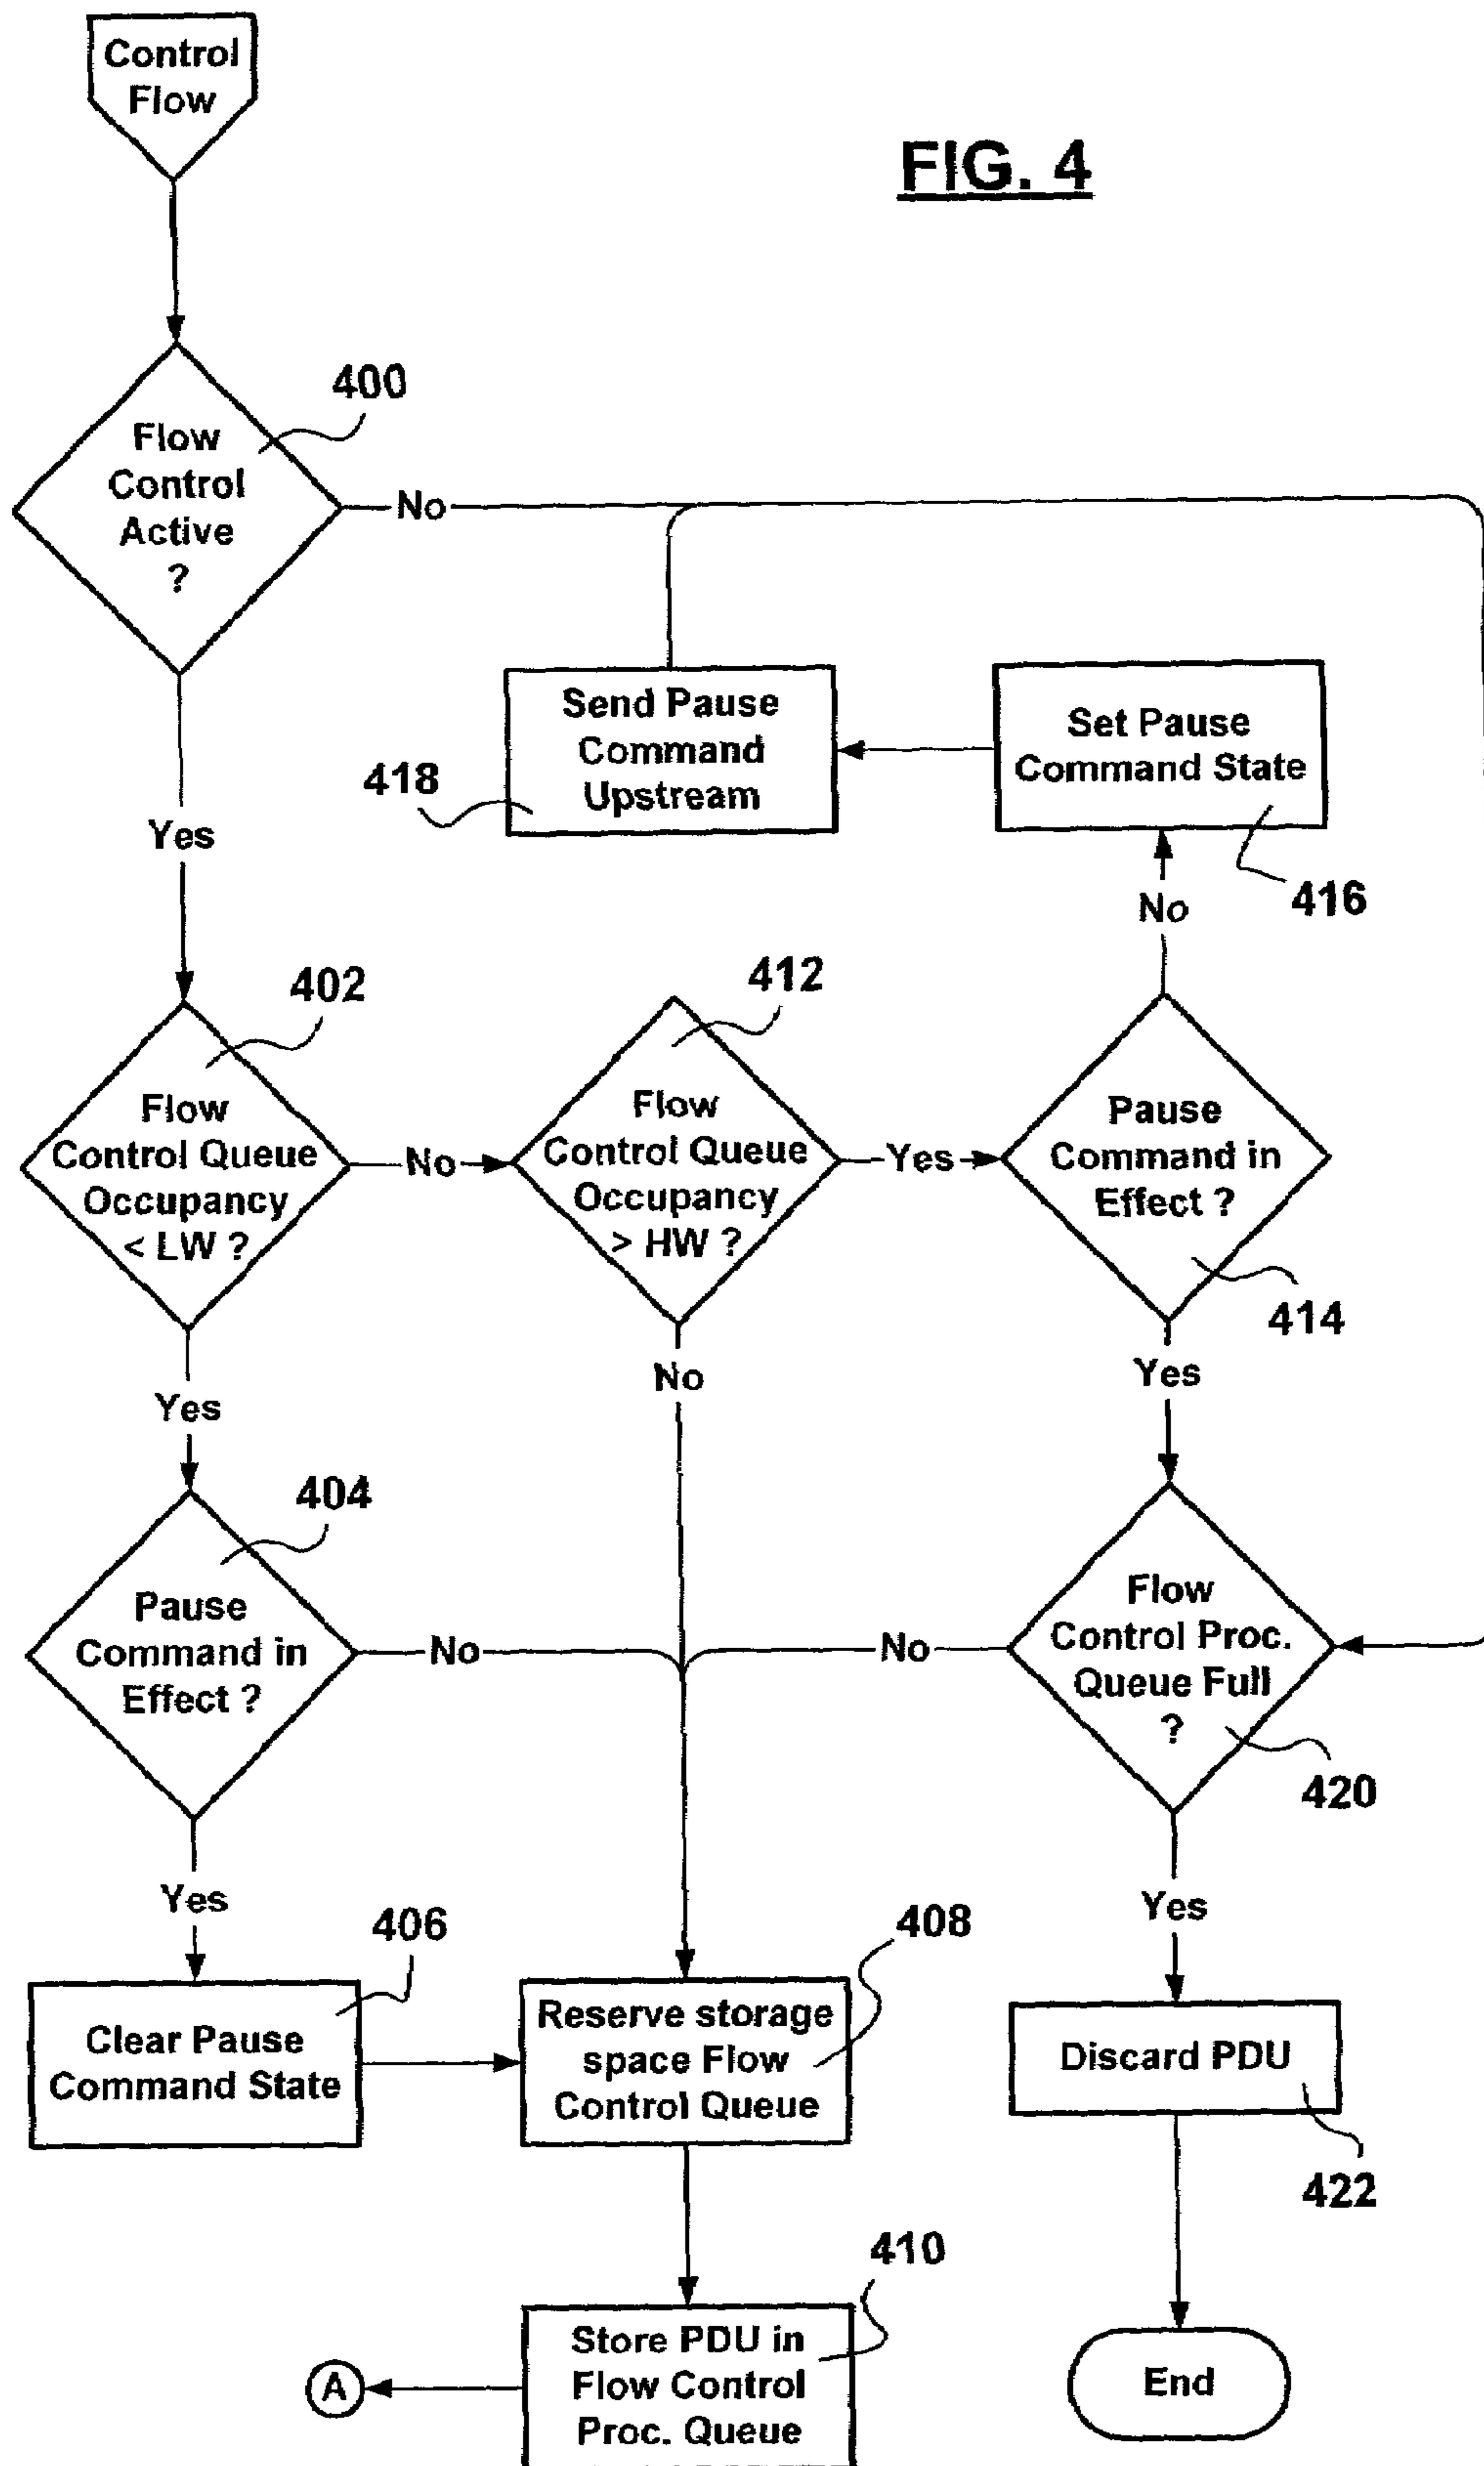 Control
Flow
FIG. 4
400
Flow
Control
Active
?
No
Yes
Send Pause
Command
Upstream
418
Set Pause
Command State
416
No
402
Flow
Control Queue
Occupancy
< LW ?
No
412
Flow
Control Queue
Occupancy
> HW ?
Yes
Pause
Command in
Effect ?
414
Yes
No
Yes
404
Pause
Command in
Effect ?
No
No
Flow
Control Proc.
Queue Full
?
420
Yes
Yes
406
Clear Pause
Command State
408
Reserve storage
space Flow
Control Queue
Discard PDU
422
410
Store PDU in
Flow Control
Proc. Queue
A
End